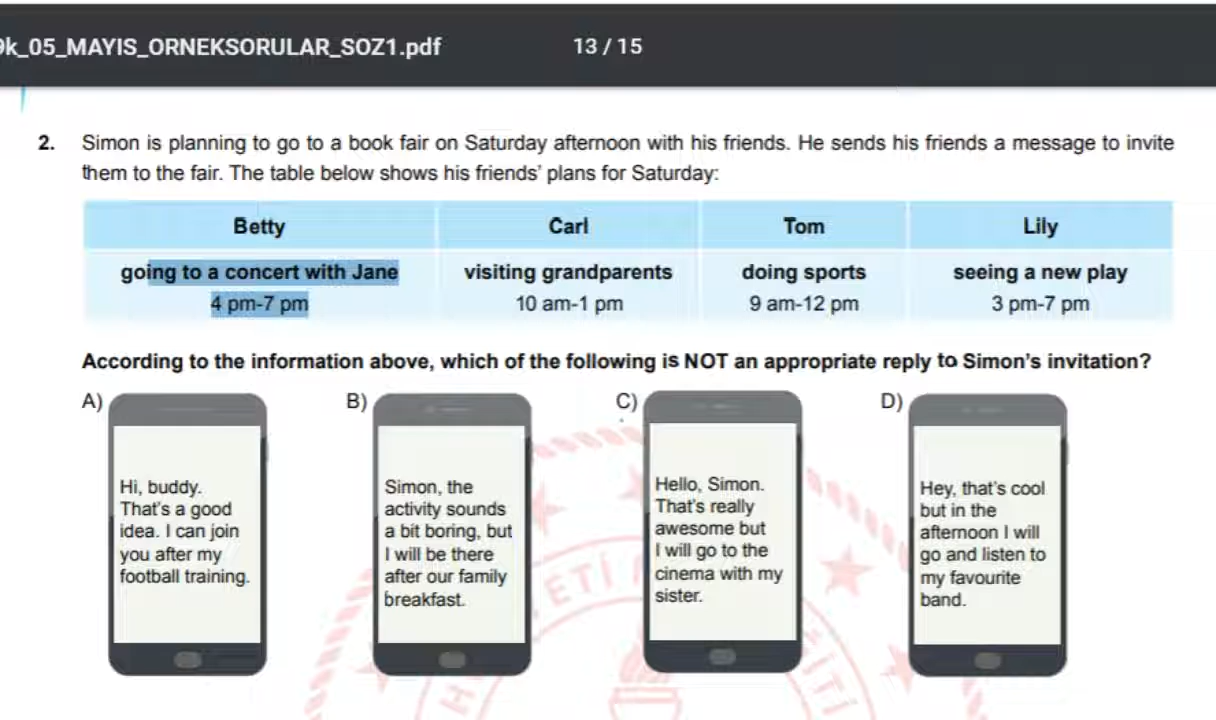 9k_05_MAYIS_ORNEKSORULAR_SOZ1.pdf
13 / 15
2. Simon is planning to go to a book fair on Saturday afternoon with his friends. He sends his friends a message to invite
them to the fair. The table below shows his friends' plans for Saturday:
Betty Carl Tom Lily
going to a concert with Jane visiting grandparents doing sports seeing a new play
4 pm-7 pm 10 am-1 pm 9 am-12 pm 3 pm-7 pm
According to the information above, which of the following is NOT an appropriate reply to Simon's invitation?
A)
Hi, buddy.
That's a good
idea. I can join
you after my
football training.
B)
Simon, the
activity sounds
a bit boring, but
I will be there
after our family
breakfast.
C)
Hello, Simon.
That's really
awesome but
I will go to the
cinema with my
sister.
D)
Hey, that's cool
but in the
afternoon I will
go and listen to
my favourite
band.